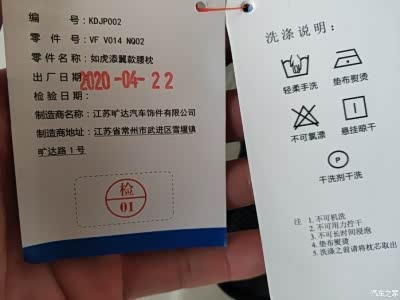 编 号：KDJP002
零 件 号：VF V014 NQ02
零件名称：如虎添翼款腰枕
出厂日期：2020-04-22
检验日期：
制造商名称：江苏旷达汽车饰件有限公司
制造商地址：江苏省常州市武进区雪堰镇
旷达路1号
检
01
洗涤说明：
轻柔手洗
垫布熨烫
不可氯漂
悬挂晾干
P
干洗剂干洗
注 1.不可机洗
2.不可用力拧干
3.不可长时间浸泡
4.垫布熨烫
5.洗涤之前请将枕芯取出
汽车之家